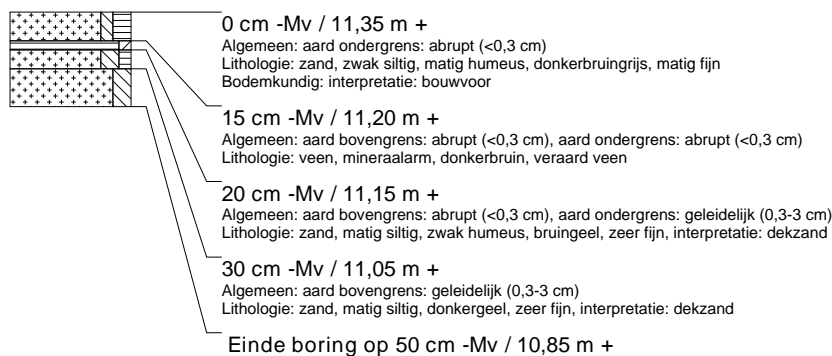 0 cm -Mv / 11,35 m +
Algemeen: aard ondergrens: abrupt (<0,3 cm)
Lithologie: zand, zwak siltig, matig humeus, donkerbruingrijs, matig fijn
Bodemkundig: interpretatie: bouwvoor
15 cm -Mv / 11,20 m +
Algemeen: aard bovengrens: abrupt (<0,3 cm), aard ondergrens: abrupt (<0,3 cm)
Lithologie: veen, mineraalarm, donkerbruin, veraard veen
20 cm -Mv / 11,15 m +
Algemeen: aard bovengrens: abrupt (<0,3 cm), aard ondergrens: geleidelijk (0,3-3 cm)
Lithologie: zand, matig siltig, zwak humeus, bruingeel, zeer fijn, interpretatie: dekzand
30 cm -Mv / 11,05 m +
Algemeen: aard bovengrens: geleidelijk (0,3-3 cm)
Lithologie: zand, matig siltig, donkergeel, zeer fijn, interpretatie: dekzand
Einde boring op 50 cm -Mv / 10,85 m +